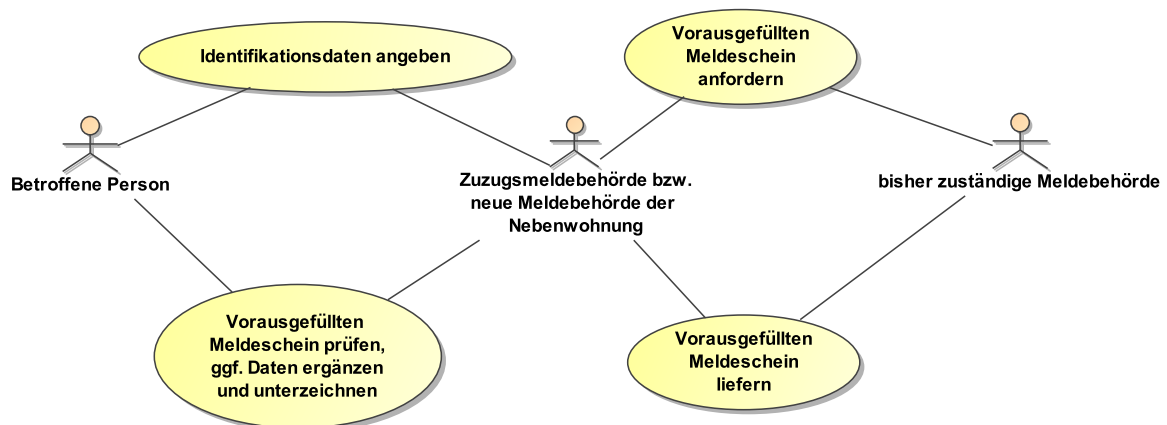 Identifikationsdaten angeben
Vorausgefüllten
Meldeschein
anfordern
Betroffene Person
Zuzugsmeldebehörde bzw.
neue Meldebehörde der
Nebenwohnung
bisher zuständige Meldebehörde
Vorausgefüllten
Meldeschein prüfen,
ggf. Daten ergänzen
und unterzeichnen
Vorausgefüllten
Meldeschein
liefern